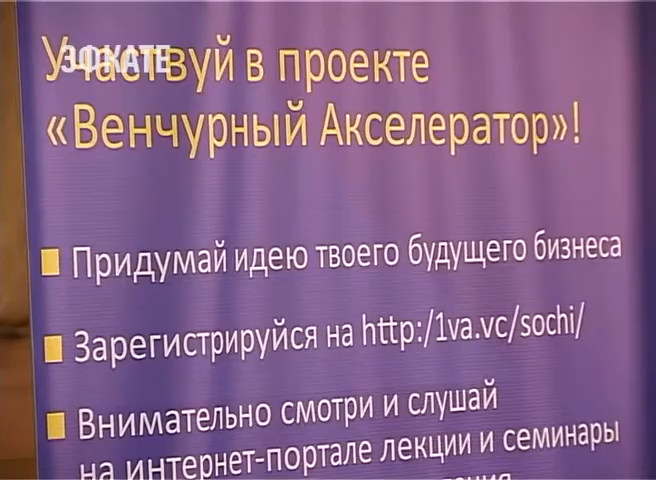 ЭФКАТЕ
Участвуй в проекте
«Венчурный Акселератор»!
Придумай идею твоего будущего бизнеса
Зарегистрируйся на http:/1va.vc/sochi/
Внимательно смотри и слушай
на интернет-портале лекции и семинары